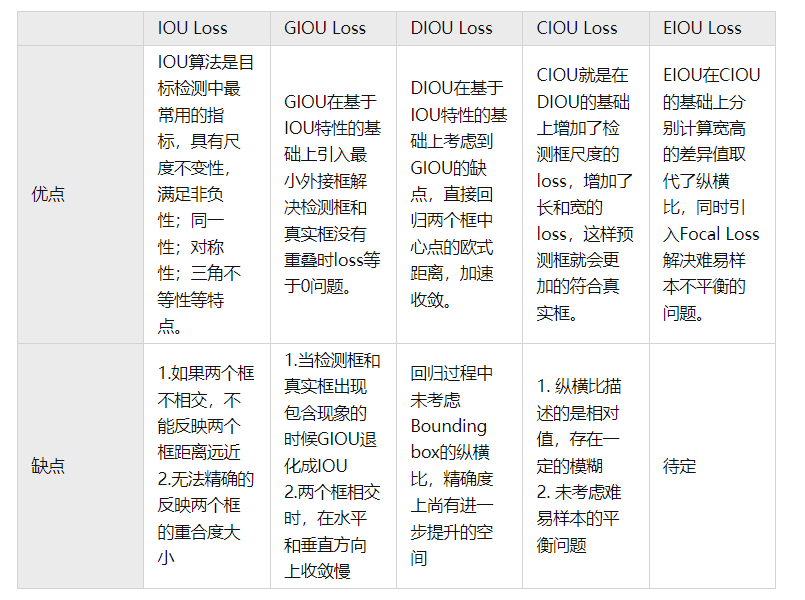 IOU Loss
GIOU Loss
DIOU Loss
CIOU Loss
EIOU Loss
优点
IOU算法是目
标检测中最
常用的指
标，具有尺
度不变性，
满足非负
性；同一
性；对称
性；三角不
等性等特
点。
GIOU在基于
IOU特性的基
础上引入最
小外接框解
决检测框和
真实框没有
重叠时loss等
于0问题。
DIOU在基于
IOU特性的基
础上考虑到
GIOU的缺
点，直接回
归两个框中
心点的欧式
距离，加速
收敛。
CIOU就是在
DIOU的基础
上增加了检
测框尺度的
loss，增加了
长和宽的
loss，这样预
测框就会更
加的符合真
实框。
EIOU在CIOU
的基础上分
别计算宽高
的差异值取
代了纵横
比，同时引
入Focal Loss
解决难易样
本不平衡的
问题。
缺点
1.如果两个框
不相交，不
能反映两个
框距离远近
2.无法精确的
反映两个框
的重合度大
小
1.当检测框和
真实框出现
包含现象的
时候GIOU退
化成IOU
2.两个框相交
时，在水平
和垂直方向
上收敛慢
回归过程中
未考虑
Bounding
box的纵横
比，精确度
上尚有进一
步提升的空
间
1. 纵横比描
述的是相对
值，存在一
定的模糊
2. 未考虑难
易样本的平
衡问题
待定